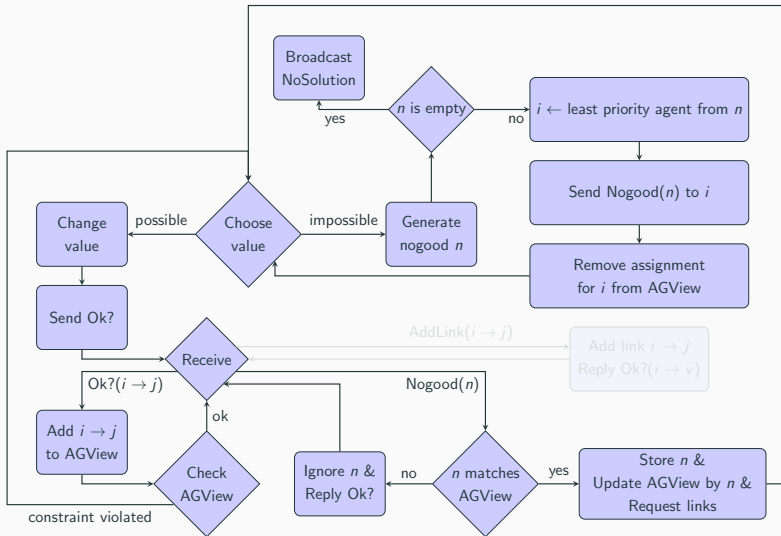 Broadcast
NoSolution
n is empty
yes
no
i ← least priority agent from n
Send Nogood(n) to i
Remove assignment
for i from AGView
Change
value
possible
Choose
value
impossible
Generate
nogood n
Send Ok?
Receive
AddLink(i → j)
Add link i → j
Reply Ok?(i → v)
Ok?(i → j)
Nogood(n)
ok
Add i → j
to AGView
Check
AGView
Ignore n &
Reply Ok?
no
n matches
AGView
yes
Store n &
Update AGView by n &
Request links
constraint violated